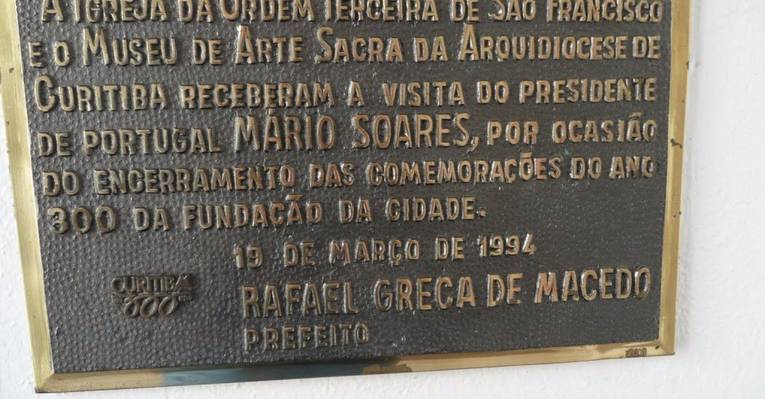 A IGREJA DA ORDEM TERCEIRA DE SÃO FRANCISCO
E O MUSEU DE ARTE SACRA DA ARQUIDIOCESE DE
CURITIBA RECEBERAM A VISITA DO PRESIDENTE
DE PORTUGAL MÁRIO SOARES, POR OCASIÃO
DO ENCERRAMENTO DAS COMEMORAÇÕES DO ANO
300 DA FUNDAÇÃO DA CIDADE.
19 DE MARÇO DE 1994
CURITIBA
300
RAFAEL GRECA DE MACEDO
PREFEITO